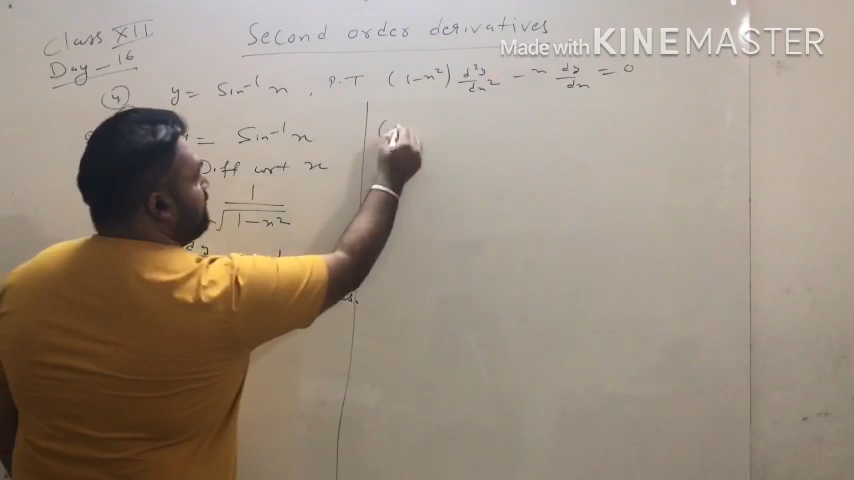 Class XII
Day - 16
Second order derivatives
Made with KINEMASTER
④ y = Sin⁻¹ x , P.T (1-x²) d²y/dx² - x dy/dx = 0
= Sin⁻¹ x
Diff wrt x
1/√(1-x²)
dy
(